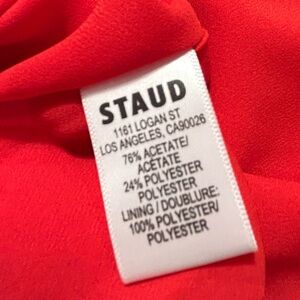 STAUD
1161 LOGAN ST
LOS ANGELES, CA90026
76% ACETATE/
ACETATE
24% POLYESTER
POLYESTER
LINING / DOUBLURE:
100% POLYESTER/
POLYESTER